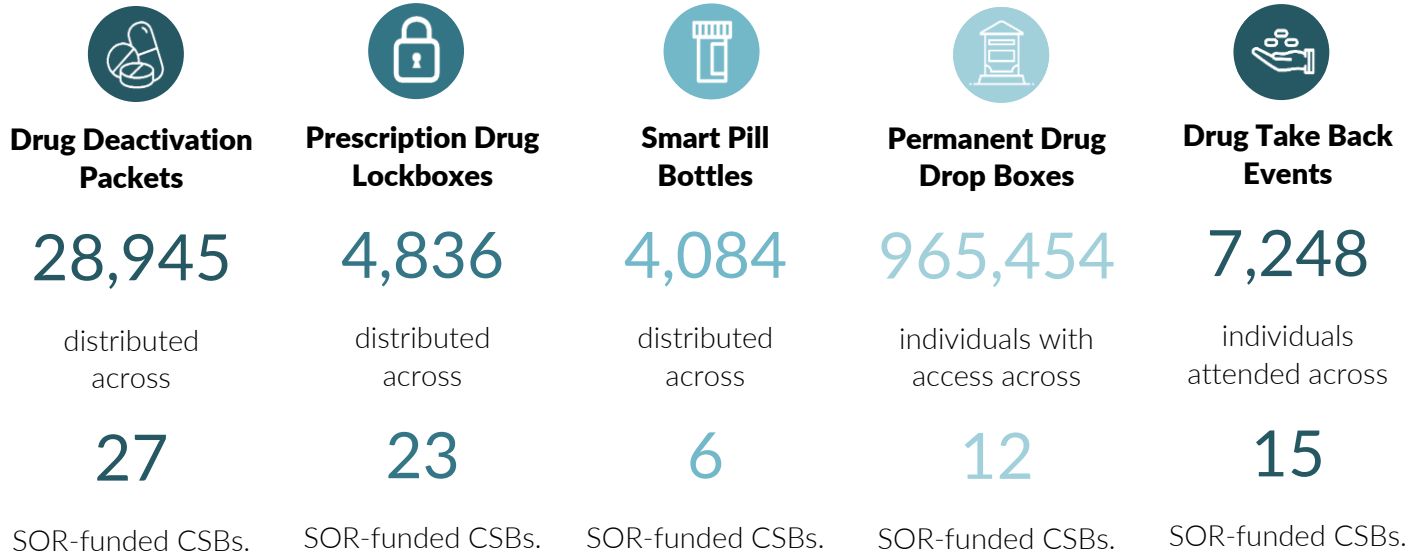 Drug Deactivation
Packets
28,945
distributed
across
27
SOR-funded CSBs.
Prescription Drug
Lockboxes
4,836
distributed
across
23
SOR-funded CSBs.
Smart Pill
Bottles
4,084
distributed
across
6
SOR-funded CSBs.
Permanent Drug
Drop Boxes
965,454
individuals with
access across
12
SOR-funded CSBs.
Drug Take Back
Events
7,248
individuals
attended across
15
SOR-funded CSBs.